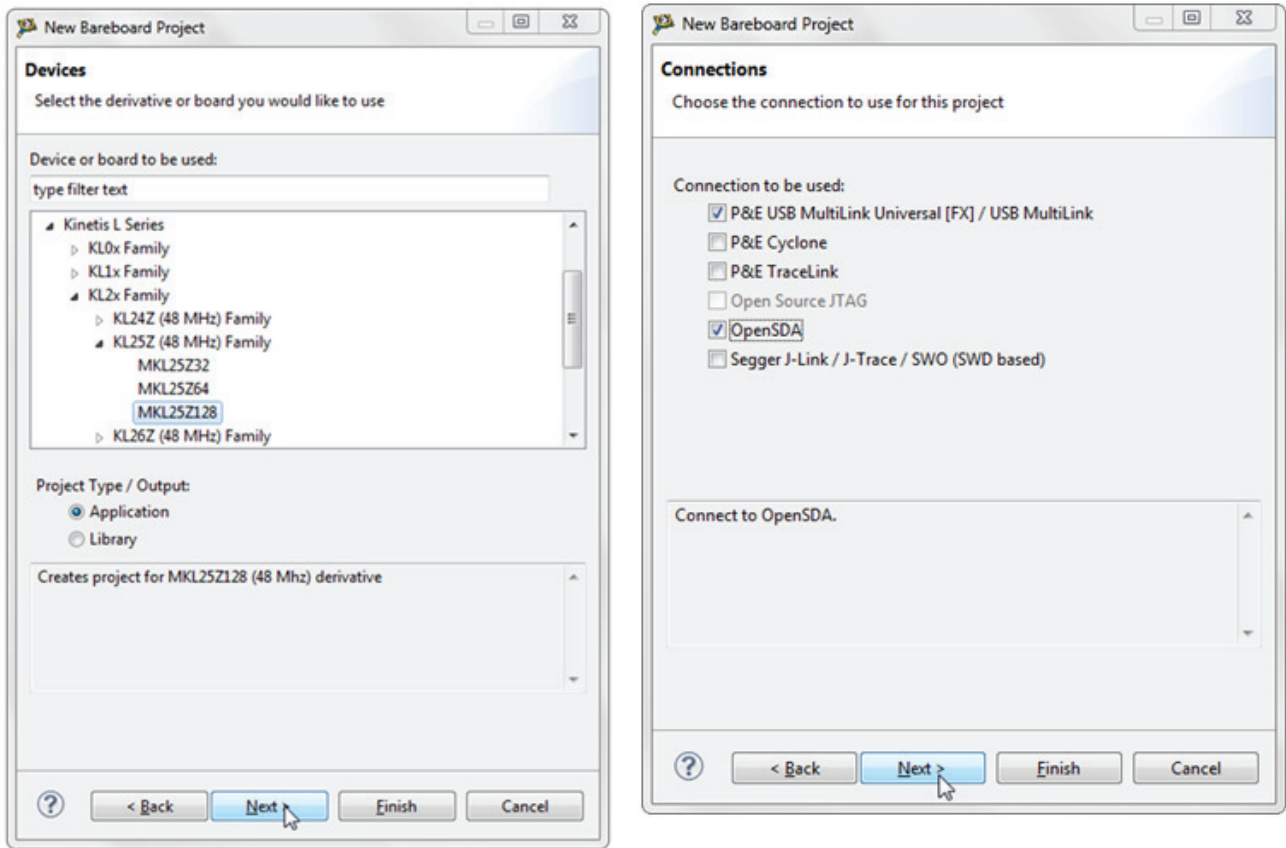 New Bareboard Project
Devices
Select the derivative or board you would like to use
Device or board to be used:
type filter text
Kinetis L Series
KL0x Family
KL1x Family
KL2x Family
KL24Z (48 MHz) Family
KL25Z (48 MHz) Family
MKL25Z32
MKL25Z64
MKL25Z128
KL26Z (48 MHz) Family
Project Type / Output:
Application
Library
Creates project for MKL25Z128 (48 Mhz) derivative
? < Back Next > Finish Cancel
New Bareboard Project
Connections
Choose the connection to use for this project
Connection to be used:
P&E USB MultiLink Universal [FX] / USB MultiLink
P&E Cyclone
P&E TraceLink
Open Source JTAG
OpenSDA
Segger J-Link / J-Trace / SWO (SWD based)
Connect to OpenSDA.
? < Back Next > Finish Cancel